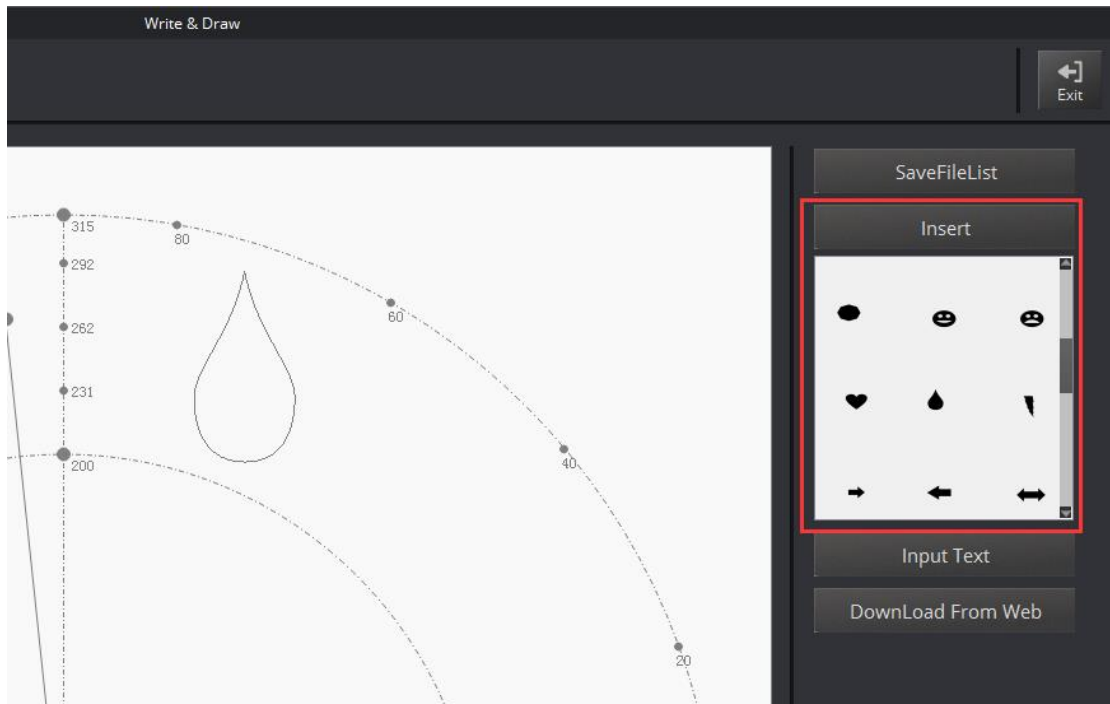 Write & Draw
Exit
315
80
292
60
262
231
200
40
20
SaveFileList
Insert
Input Text
DownLoad From Web